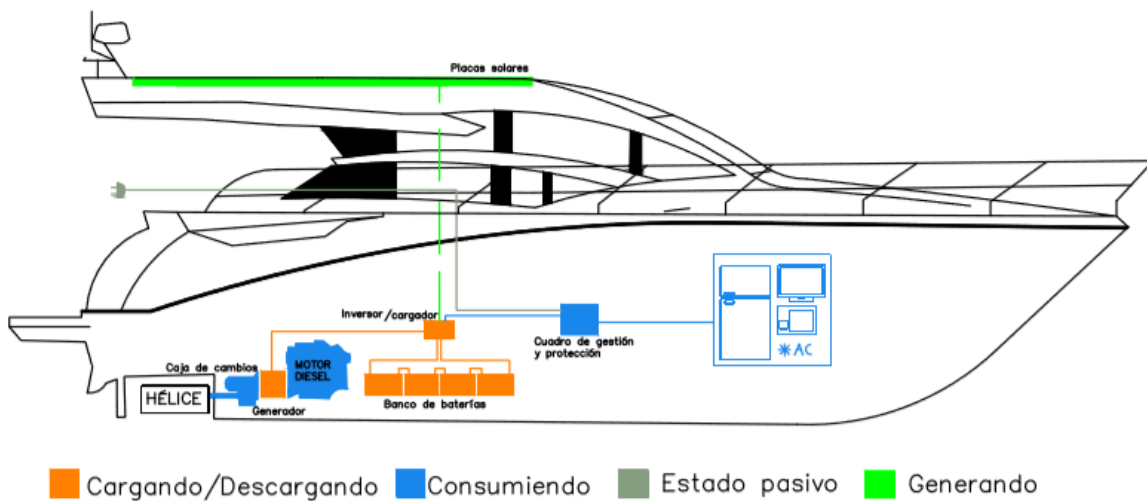 Placas solares
Inversor/cargador
Cuadro de gestión
y protección
AC
Caja de cambios
MOTOR
DIESEL
HÉLICE
Generador
Banco de baterías
Cargando/Descargando
Consumiendo
Estado pasivo
Generando